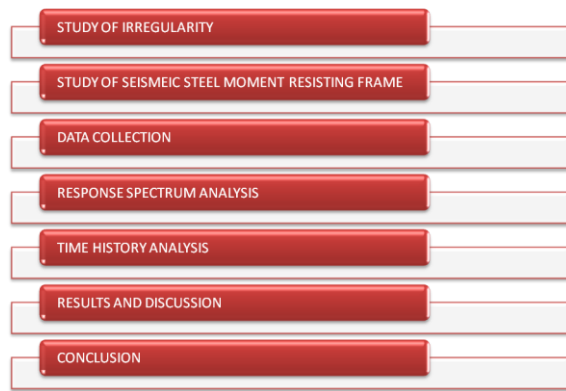 STUDY OF IRREGULARITY
STUDY OF SEISMEIC STEEL MOMENT RESISTING FRAME
DATA COLLECTION
RESPONSE SPECTRUM ANALYSIS
TIME HISTORY ANALYSIS
RESULTS AND DISCUSSION
CONCLUSION